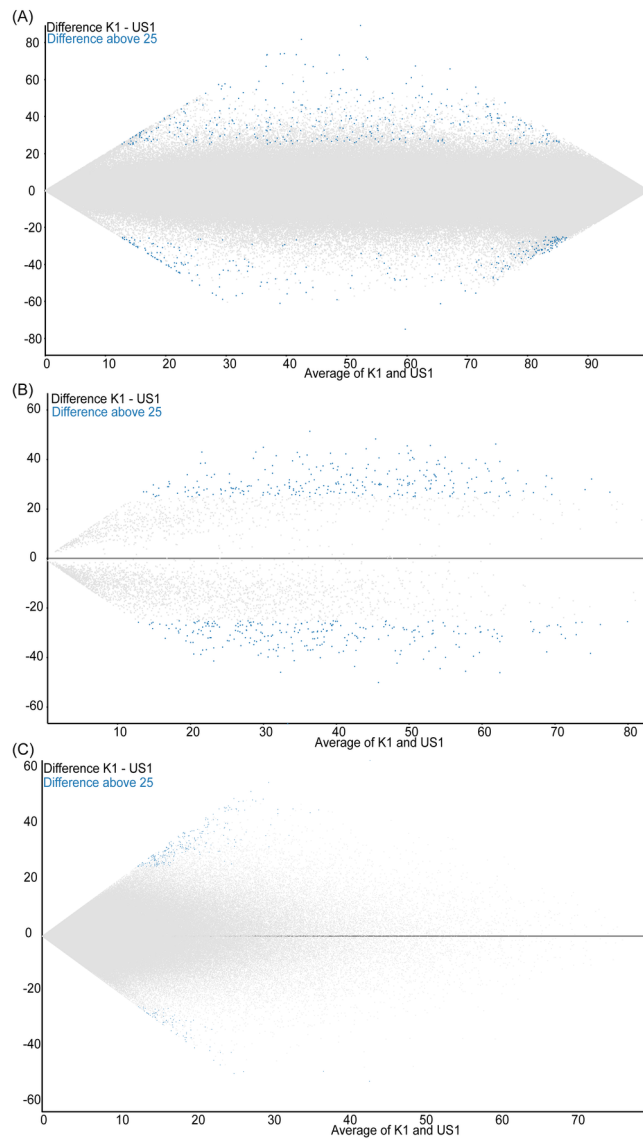 (A)
Difference K1 - US1
Difference above 25
80
60
40
20
0
-20
-40
-60
-80
0 10 20 30 40 50 60 70 80 90
Average of K1 and US1
(B)
Difference K1 - US1
Difference above 25
60
40
20
0
-20
-40
-60
10 20 30 40 50 60 70 80
Average of K1 and US1
(C)
Difference K1 - US1
Difference above 25
60
40
20
0
-20
-40
-60
0 10 20 30 40 50 60 70
Average of K1 and US1